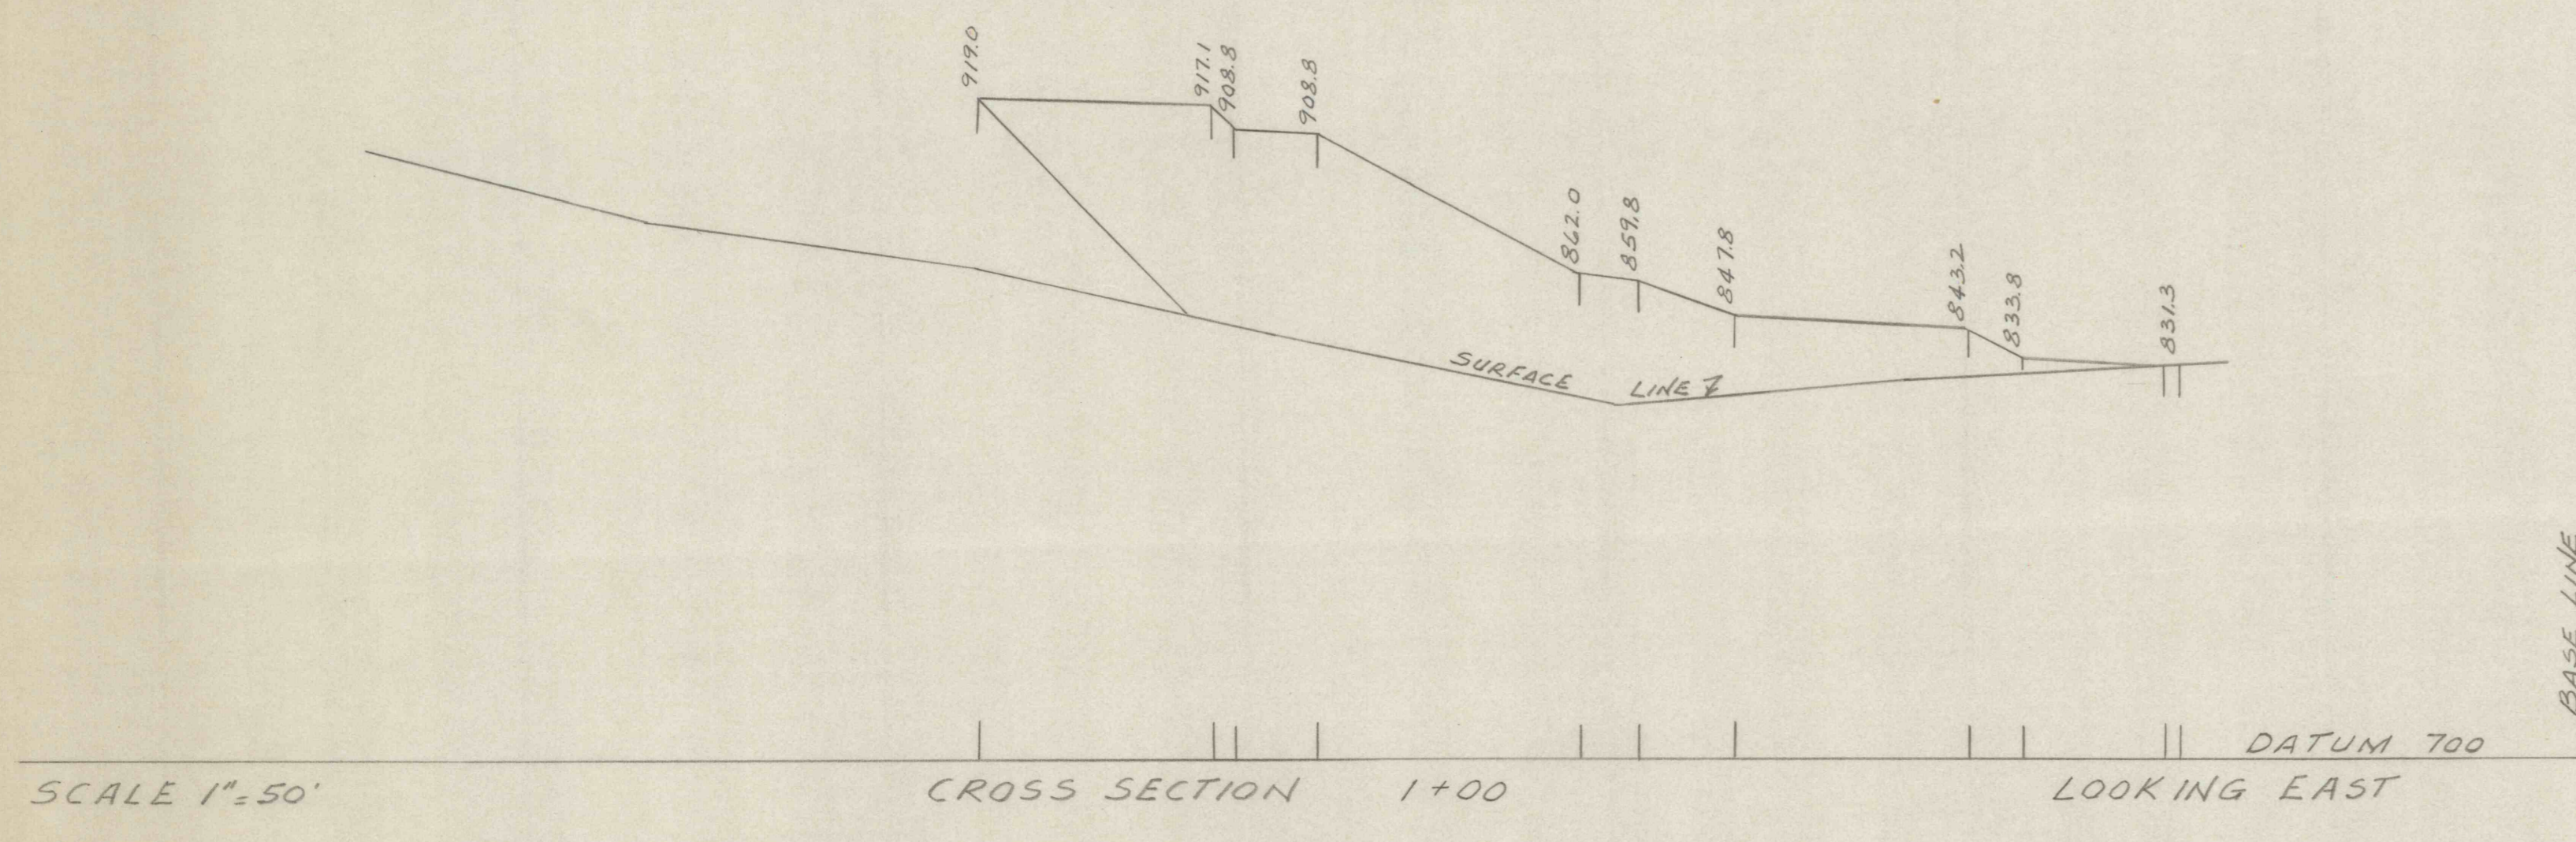 919.0
917.1
908.8
908.8
862.0
859.8
847.8
843.2
833.8
831.3
SURFACE LINE 7
BASE LINE
DATUM 700
SCALE 1"=50'
CROSS SECTION 1+00
LOOKING EAST